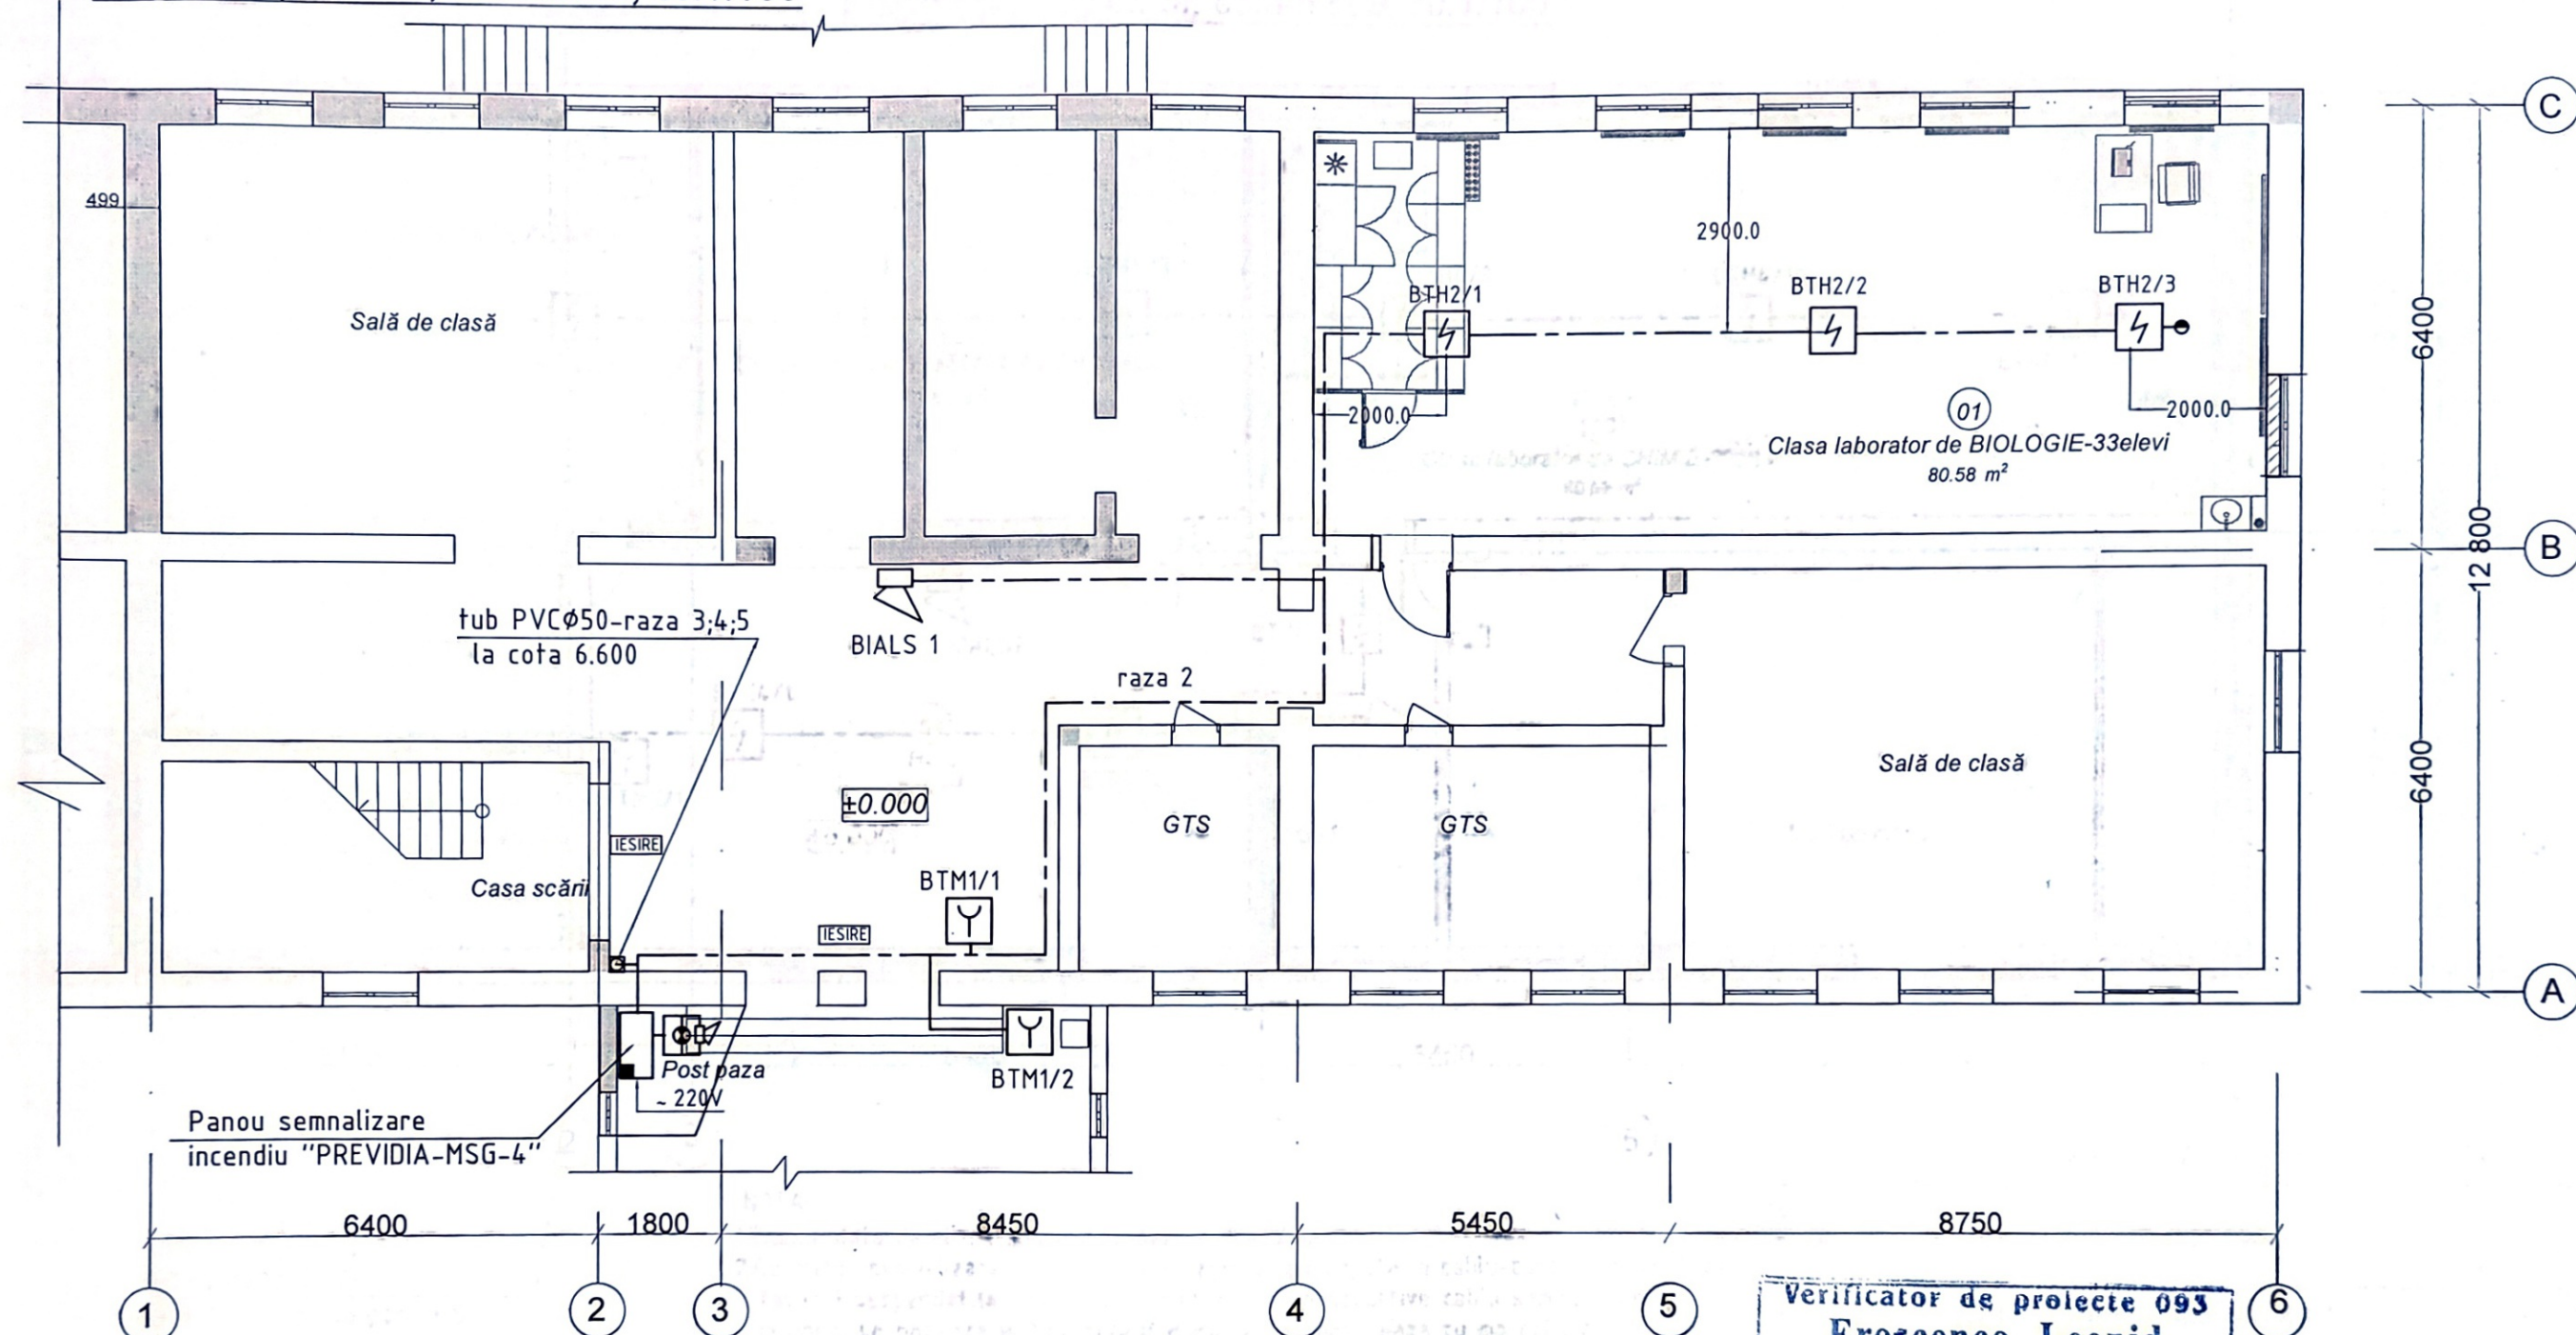 C
499
Sală de clasă
2900.0
BTH2/1
BTH2/2
BTH2/3
6400
2000.0
2000.0
01
Clasa laborator de BIOLOGIE-33elevi
80.58 m²
12 800
B
tub PVCϕ50-raza 3;4;5
la cota 6.600
BIALS 1
raza 2
6400
Sală de clasă
±0.000
GTS
GTS
IESIRE
Casa scării
BTM1/1
IESIRE
A
Post paza
~ 220V
BTM1/2
Panou semnalizare
incendiu "PREVIDIA-MSG-4"
6400
1800
8450
5450
8750
1
2
3
4
5
6
Verificator de proiecte 093